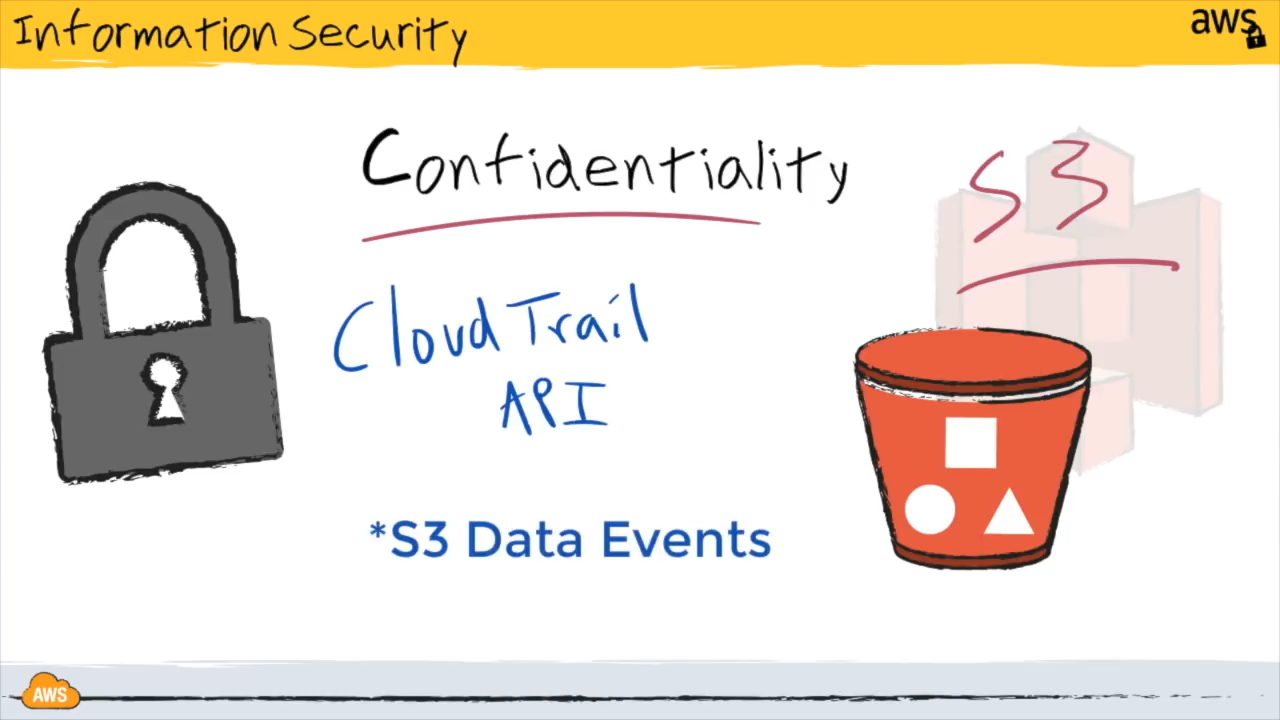 Information Security
aws
Confidentiality
S3
CloudTrail
API
*S3 Data Events
AWS